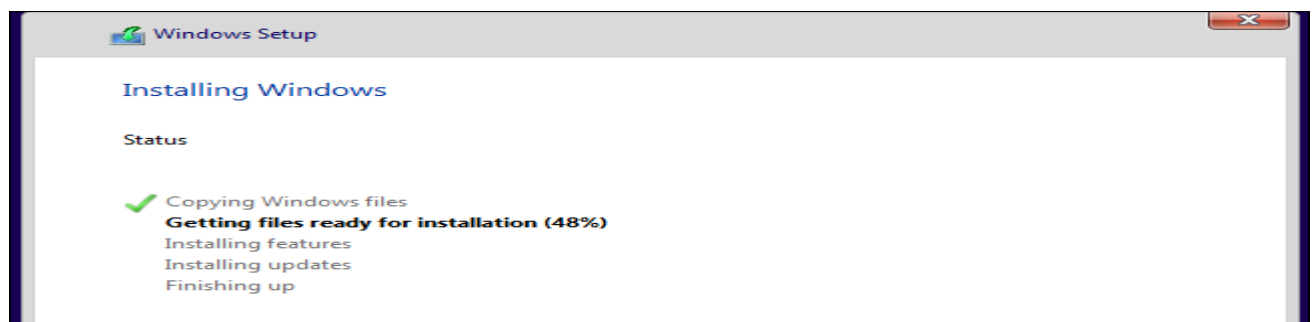 Windows Setup
Installing Windows
Status
Copying Windows files
Getting files ready for installation (48%)
Installing features
Installing updates
Finishing up